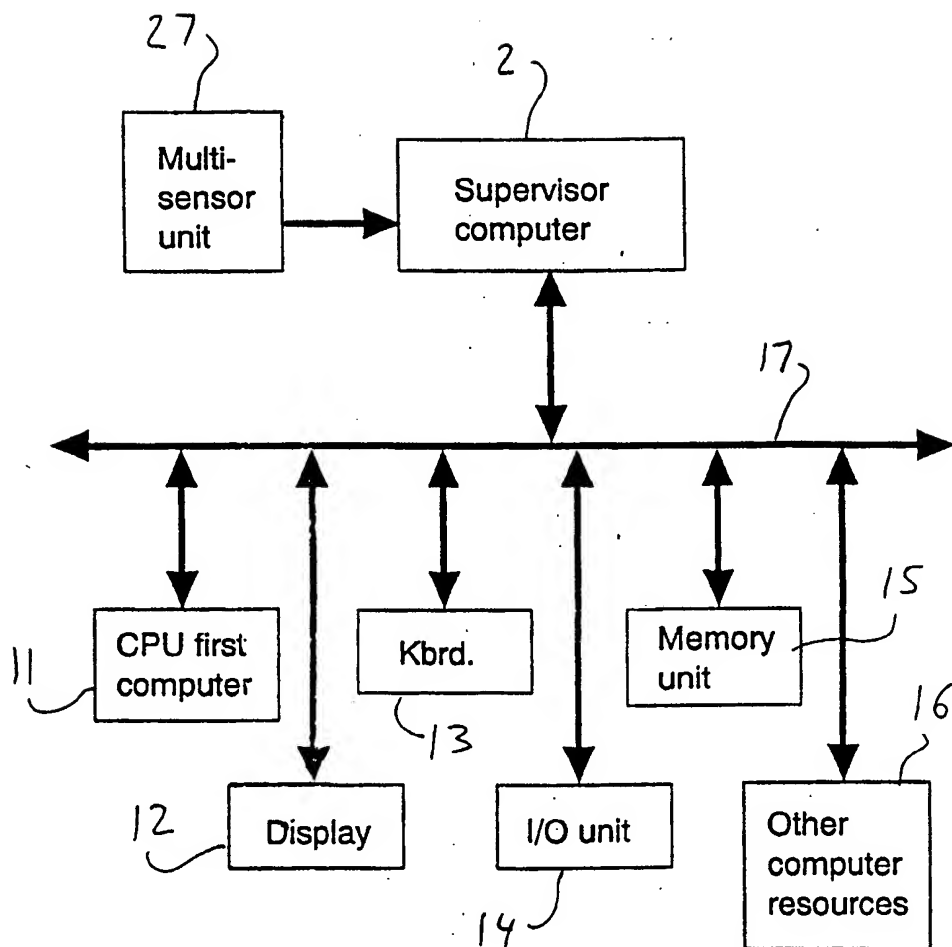 27
2
Multi-
sensor
unit
Supervisor
computer
17
11
CPU first
computer
Kbrd.
13
Memory
unit
15
16
12
Display
I/O unit
14
Other
computer
resources